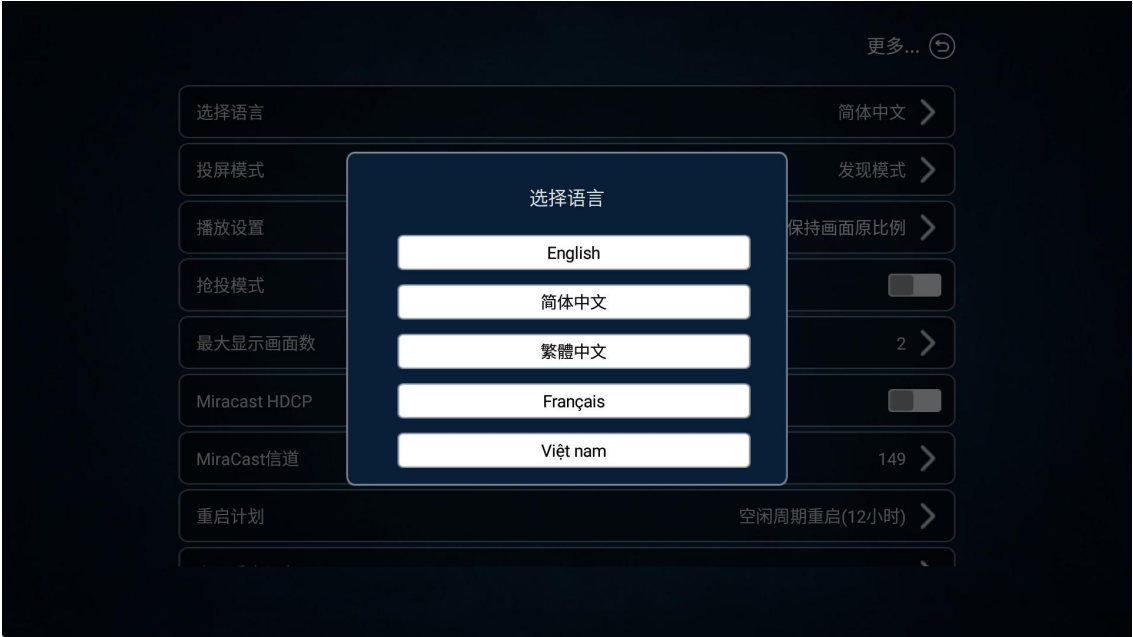 更多...
选择语言 简体中文
投屏模式 发现模式
播放设置 保持画面原比例
抢投模式
最大显示画面数 2
Miracast HDCP
MiraCast信道 149
重启计划 空闲周期重启(12小时)
选择语言
English
简体中文
繁體中文
Français
Việt nam